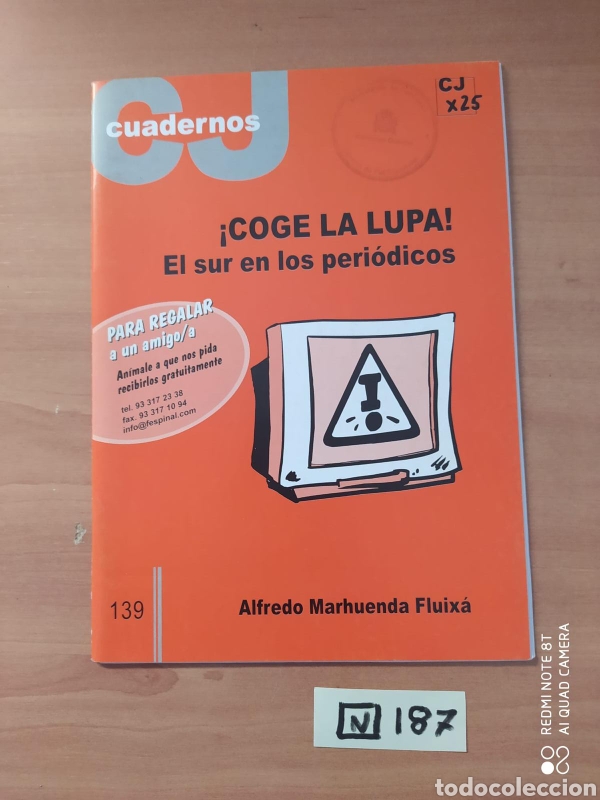 CJ
cuadernos
CJ
x25
¡COGE LA LUPA!
El sur en los periódicos
PARA REGALAR
a un amigo/a
Anímale a que nos pida
recibirlos gratuitamente
tel. 93 317 23 38
fax. 93 317 10 94
info@fespinal.com
!
139
Alfredo Marhuenda Fluixá
N 187
REDMI NOTE 8T
AI QUAD CAMERA
todocoleccion